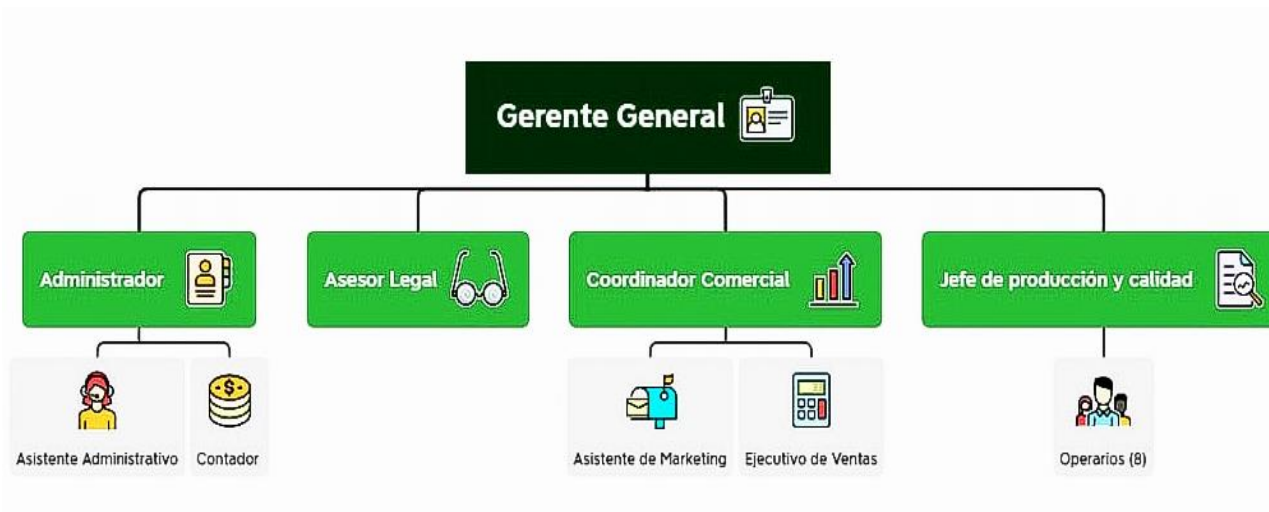 Gerente General
Administrador
Asesor Legal
Coordinador Comercial
Jefe de producción y calidad
Asistente Administrativo
Contador
Asistente de Marketing
Ejecutivo de Ventas
Operarios (8)